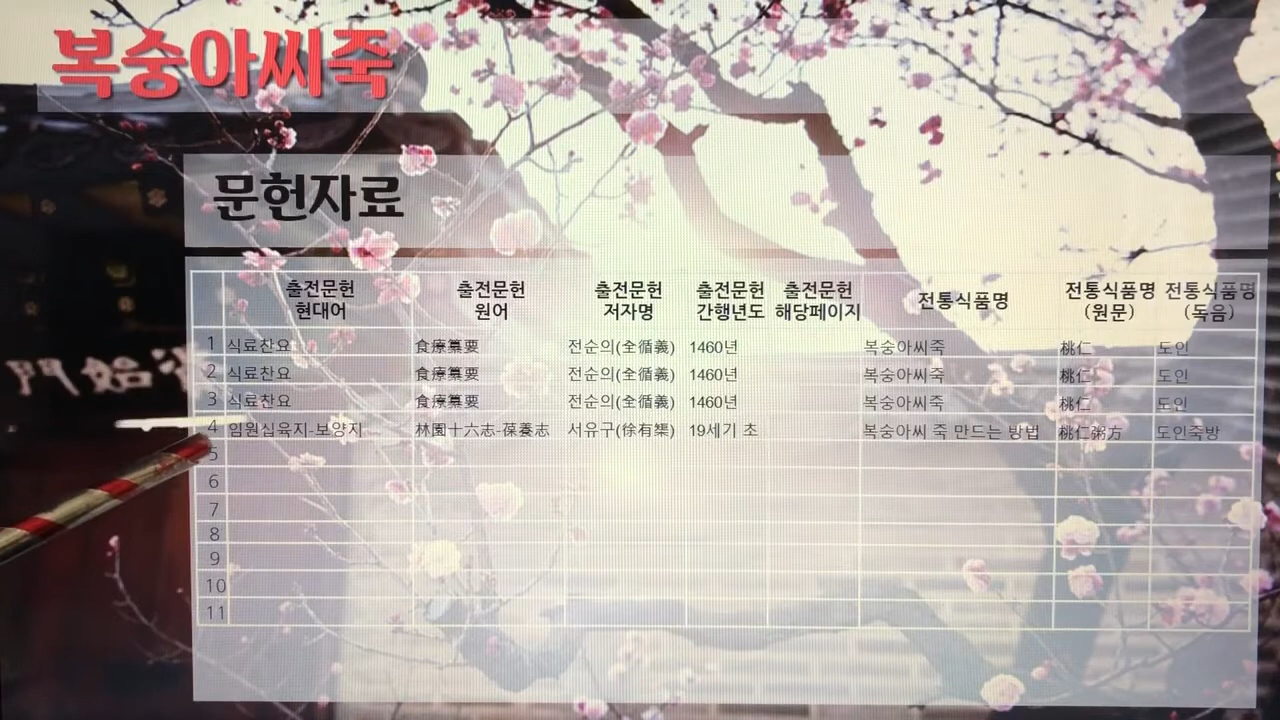 복숭아씨죽
문헌자료
출전문헌 현대어 출전문헌 원어 출전문헌 저자명 출전문헌 간행년도 출전문헌 해당페이지 전통식품명 전통식품명 (원문) 전통식품명 (독음)
1 식료찬요 食療纂要 전순의(全循義) 1460년 복숭아씨죽 桃仁 도인
2 식료찬요 食療纂要 전순의(全循義) 1460년 복숭아씨죽 桃仁 도인
3 식료찬요 食療纂要 전순의(全循義) 1460년 복숭아씨죽 桃仁 도인
4 임원십육지-보양지 林園十六志-葆養志 서유구(徐有榘) 19세기 초 복숭아씨 죽 만드는 방법 桃仁粥方 도인죽방
5
6
7
8
9
10
11
門始